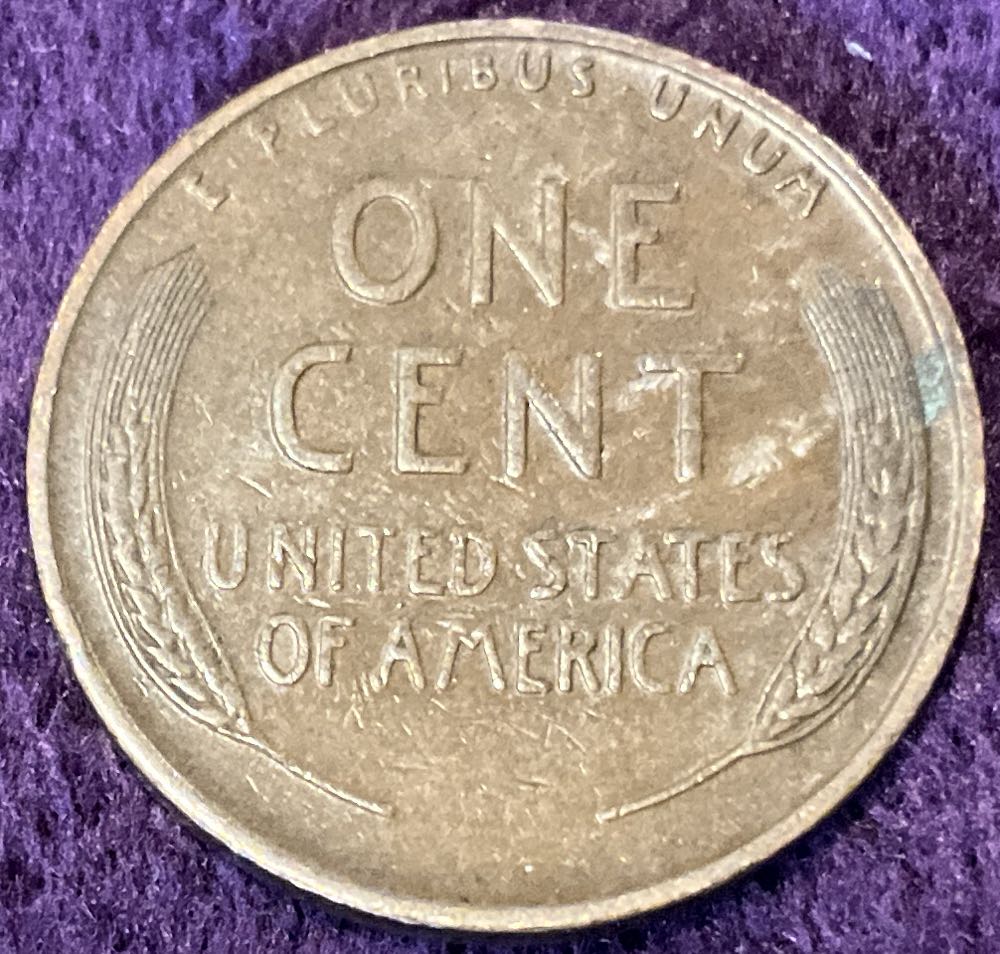 E · PLURIBUS · UNUM
ONE
CENT
UNITED STATES
OF AMERICA